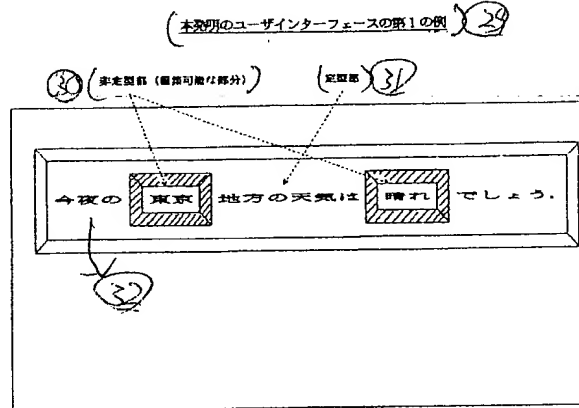 (本発明のユーザインターフェースの第1の例) 29
30 (非定型部(編集可能な部分)) (定型部) 31
今夜の 東京 地方の天気は 晴れ でしょう.
32